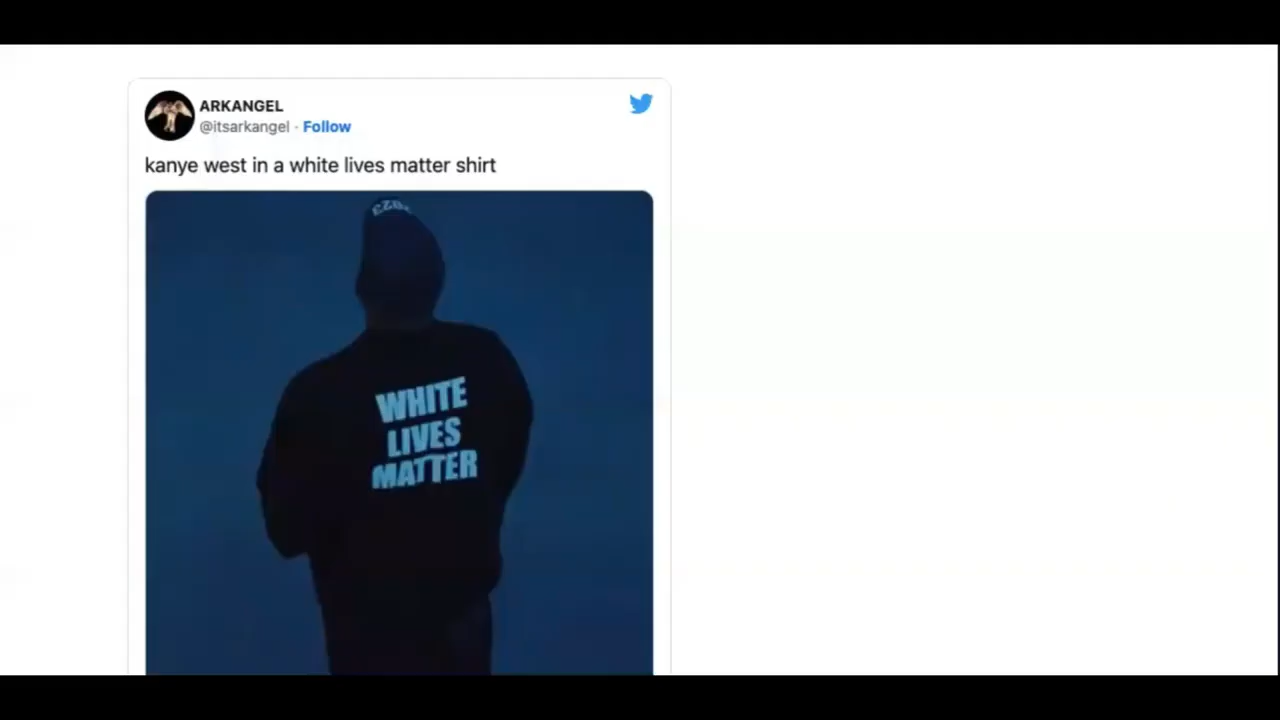 ARKANGEL
@itsarkangel · Follow
kanye west in a white lives matter shirt
WHITE
LIVES
MATTER